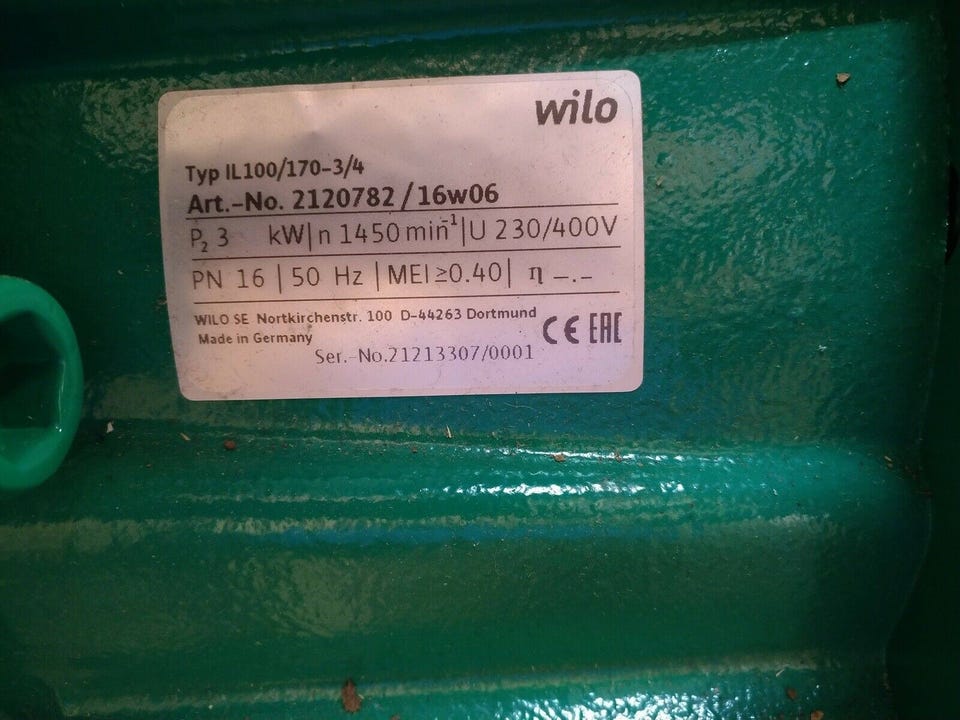 wilo
Typ IL100/170-3/4
Art.-No. 2120782 / 16w06
P₂ 3 kW|n 1450 min⁻¹|U 230/400V
PN 16 | 50 Hz | MEI ≥0.40| η –.–
WILO SE Nortkirchenstr. 100 D-44263 Dortmund
Made in Germany
CE EAC
Ser.-No.21213307/0001